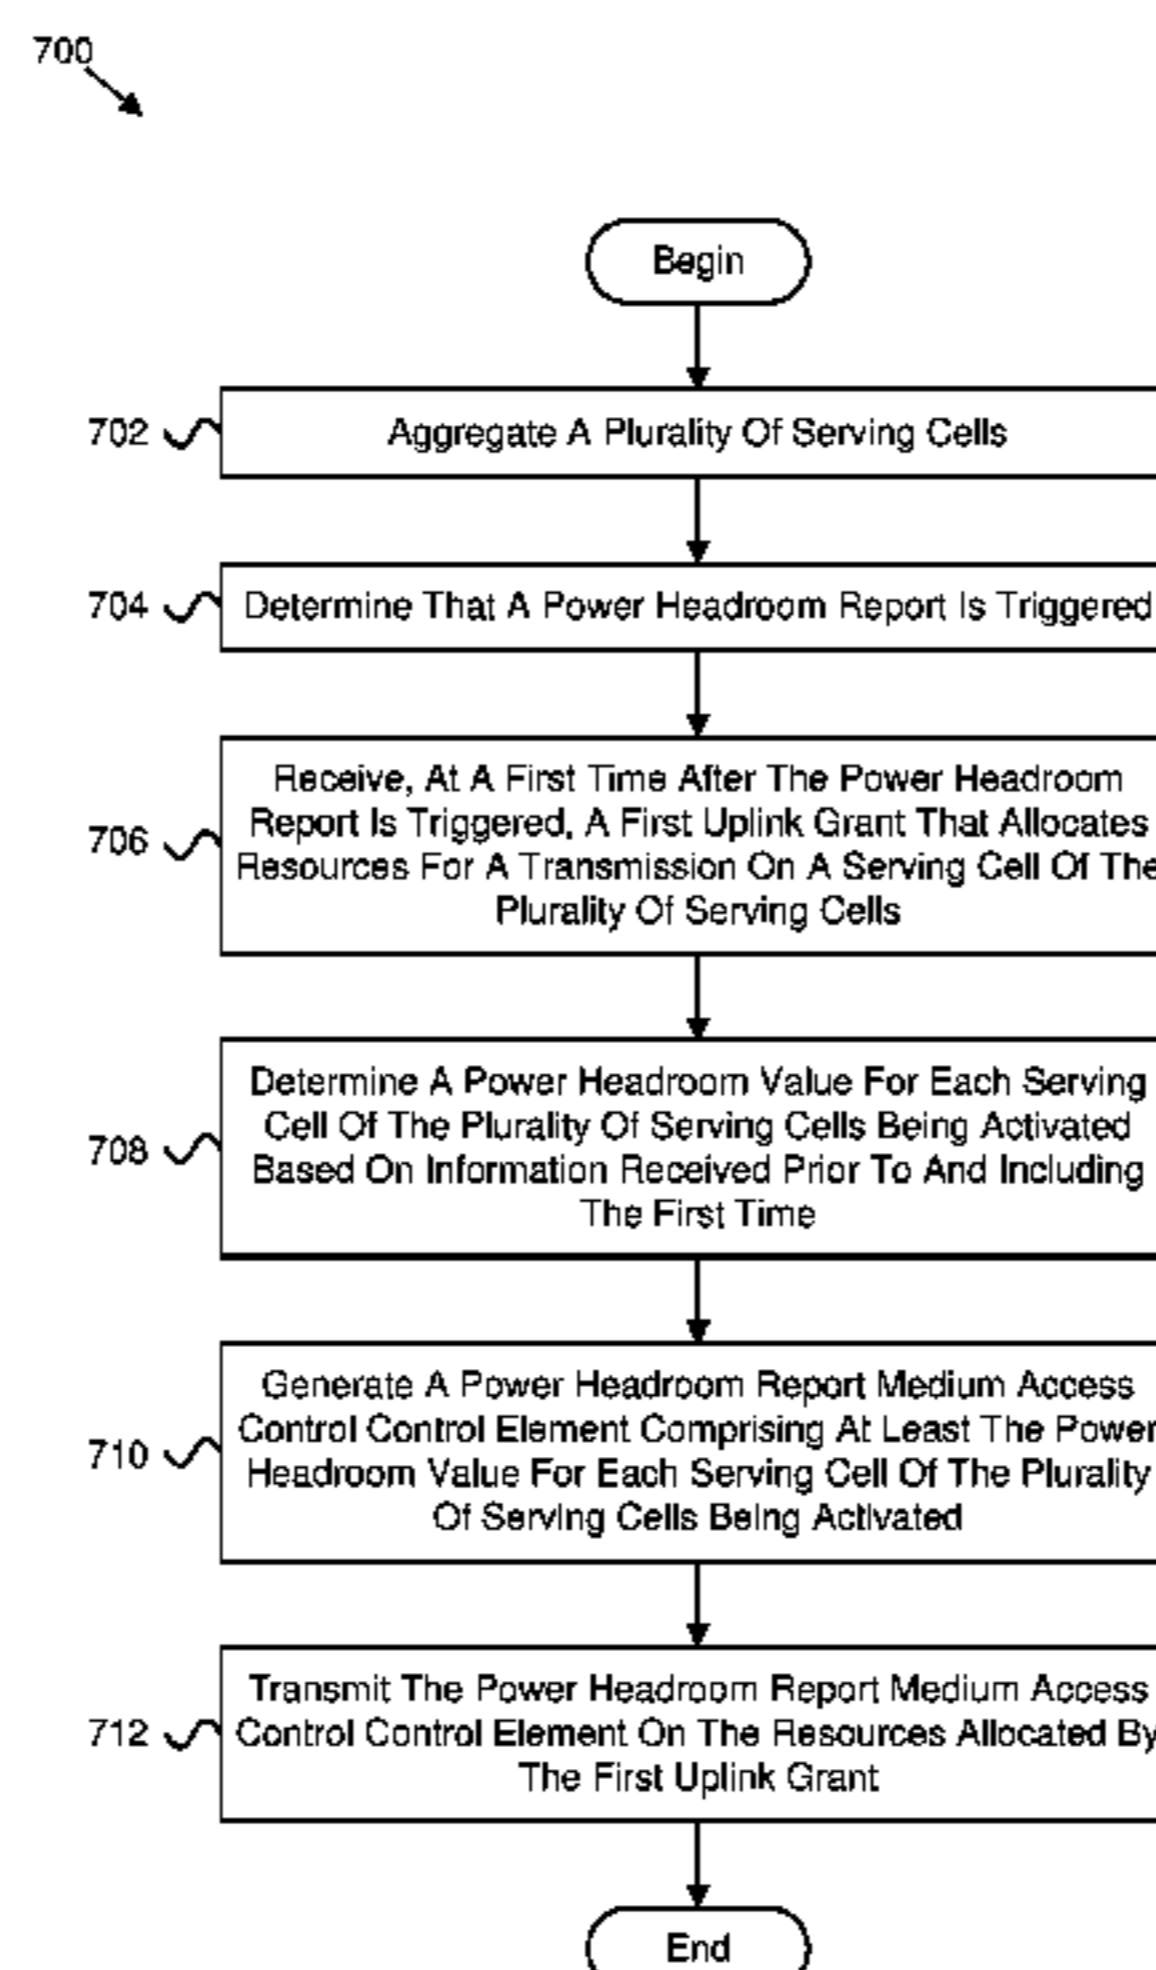 700
Begin
702
Aggregate A Plurality Of Serving Cells
704
Determine That A Power Headroom Report Is Triggered
706
Receive, At A First Time After The Power Headroom
Report Is Triggered, A First Uplink Grant That Allocates
Resources For A Transmission On A Serving Cell Of The
Plurality Of Serving Cells
708
Determine A Power Headroom Value For Each Serving
Cell Of The Plurality Of Serving Cells Being Activated
Based On Information Received Prior To And Including
The First Time
710
Generate A Power Headroom Report Medium Access
Control Control Element Comprising At Least The Power
Headroom Value For Each Serving Cell Of The Plurality
Of Serving Cells Being Activated
712
Transmit The Power Headroom Report Medium Access
Control Control Element On The Resources Allocated By
The First Uplink Grant
End